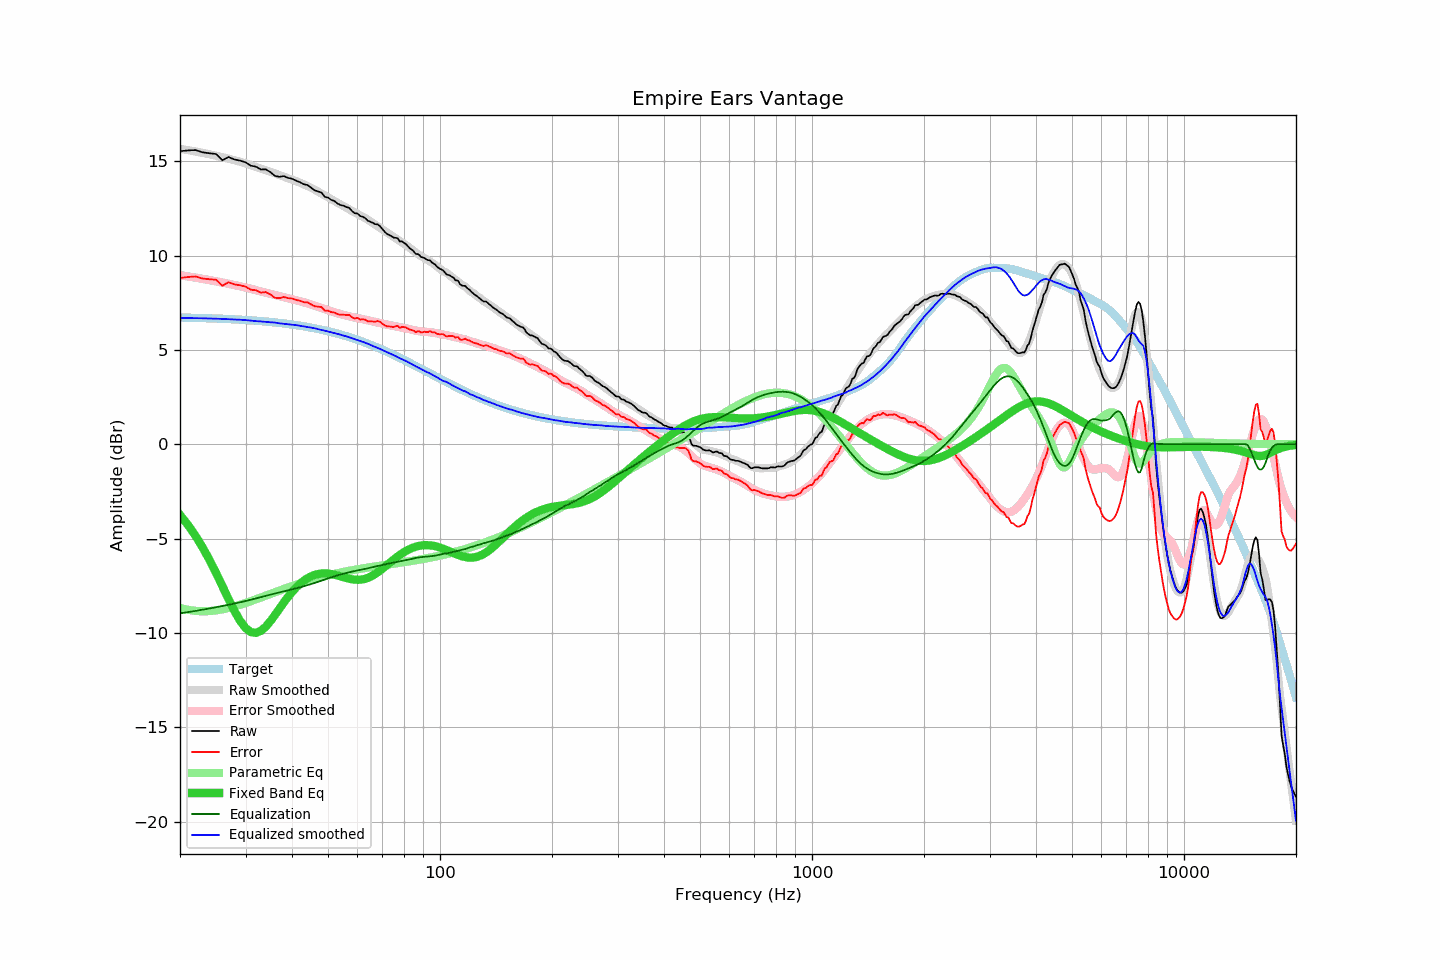 Empire Ears Vantage
15
10
5
0
−5
−10
−15
−20
Amplitude (dBr)
Target
Raw Smoothed
Error Smoothed
Raw
Error
Parametric Eq
Fixed Band Eq
Equalization
Equalized smoothed
100
1000
10000
Frequency (Hz)